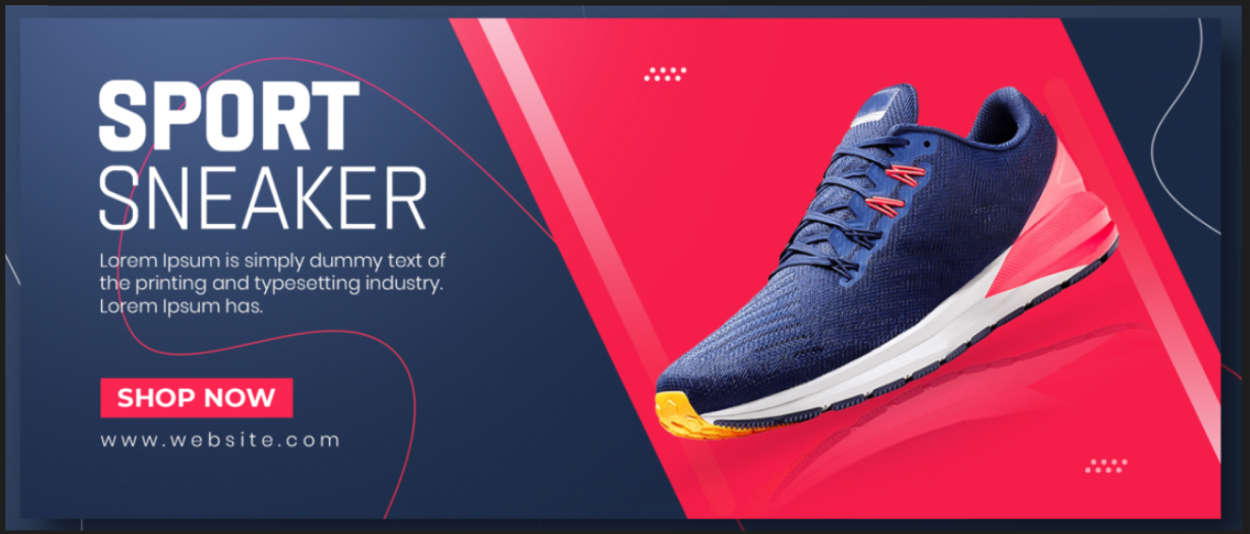 SPORT
SNEAKER
Lorem Ipsum is simply dummy text of
the printing and typesetting industry.
Lorem Ipsum has.
SHOP NOW
www.website.com